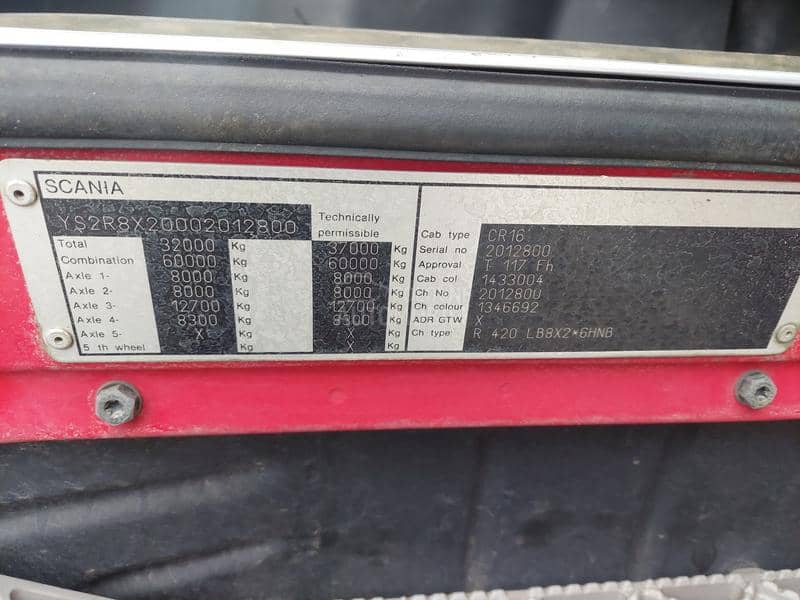 SCANIA
YS2R8X20002012800
Technically permissible
Total 32000 Kg 37000 Kg
Combination 60000 Kg 60000 Kg
Axle 1- 8000 Kg 8000 Kg
Axle 2- 8000 Kg 8000 Kg
Axle 3- 12700 Kg 12700 Kg
Axle 4- 8300 Kg 8300 Kg
Axle 5- X Kg X Kg
5 th wheel Kg Kg
Cab type CR16
Serial no 2012800
Approval T 117 Fh
Cab col 1433004
Ch No 2012800
Ch colour 1346692
ADR GTW X
Ch type: R 420 LB8X2*6HNB